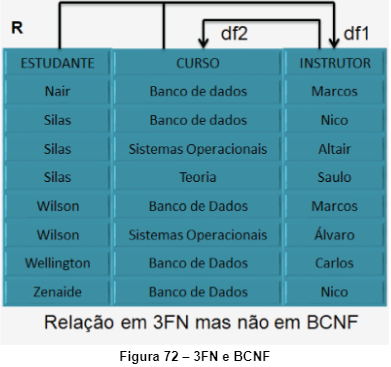 R
df2 df1
ESTUDANTE CURSO INSTRUTOR
Nair Banco de dados Marcos
Silas Banco de dados Nico
Silas Sistemas Operacionais Altair
Silas Teoria Saulo
Wilson Banco de Dados Marcos
Wilson Sistemas Operacionais Álvaro
Wellington Banco de Dados Carlos
Zenaide Banco de Dados Nico
Relação em 3FN mas não em BCNF
Figura 72 – 3FN e BCNF